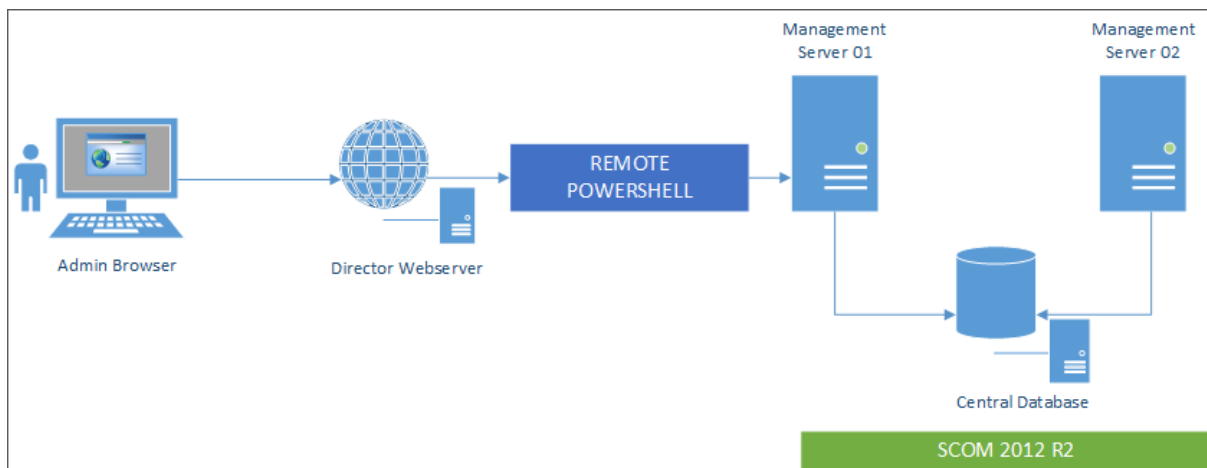 Management
Server 01
Management
Server 02
REMOTE
POWERSHELL
Admin Browser
Director Webserver
Central Database
SCOM 2012 R2